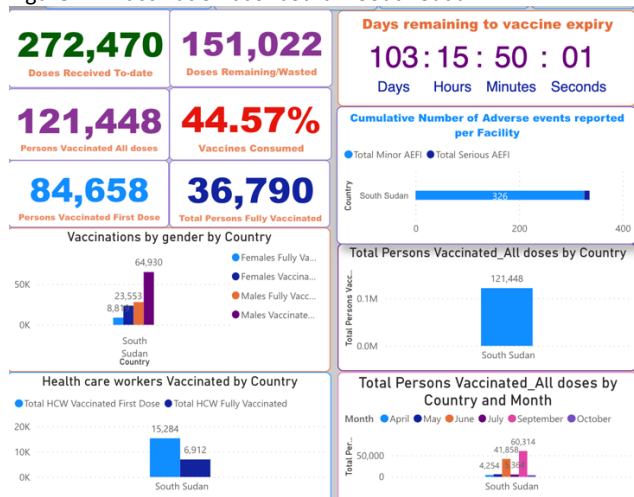 272,470
Doses Received To-date
151,022
Doses Remaining/Wasted
121,448
Persons Vaccinated All doses
44.57%
Vaccines Consumed
84,658
Persons Vaccinated First Dose
36,790
Total Persons Fully Vaccinated
Days remaining to vaccine expiry
103:15:50:01
Days Hours Minutes Seconds
Cumulative Number of Adverse events reported
per Facility
Total Minor AEFI Total Serious AEFI
Country
South Sudan
326
0 200 400
Vaccinations by gender by Country
64,930
Females Fully Va...
50K
Females Vaccina...
23,553
Males Fully Vacc...
Males Vaccinate...
0K
South
Sudan
Country
Total Persons Vaccinated_All doses by Country
Total Persons Vacc...
121,448
0.1M
0.0M
South Sudan
Health care workers Vaccinated by Country
Total HCW Vaccinated First Dose Total HCW Fully Vaccinated
20K
15,284
10K
6,912
0K
South Sudan
Total Persons Vaccinated_All doses by
Country and Month
Month April May June July September October
Total Per...
60,314
50,000
41,858
4,254
5,364
0
South Sudan